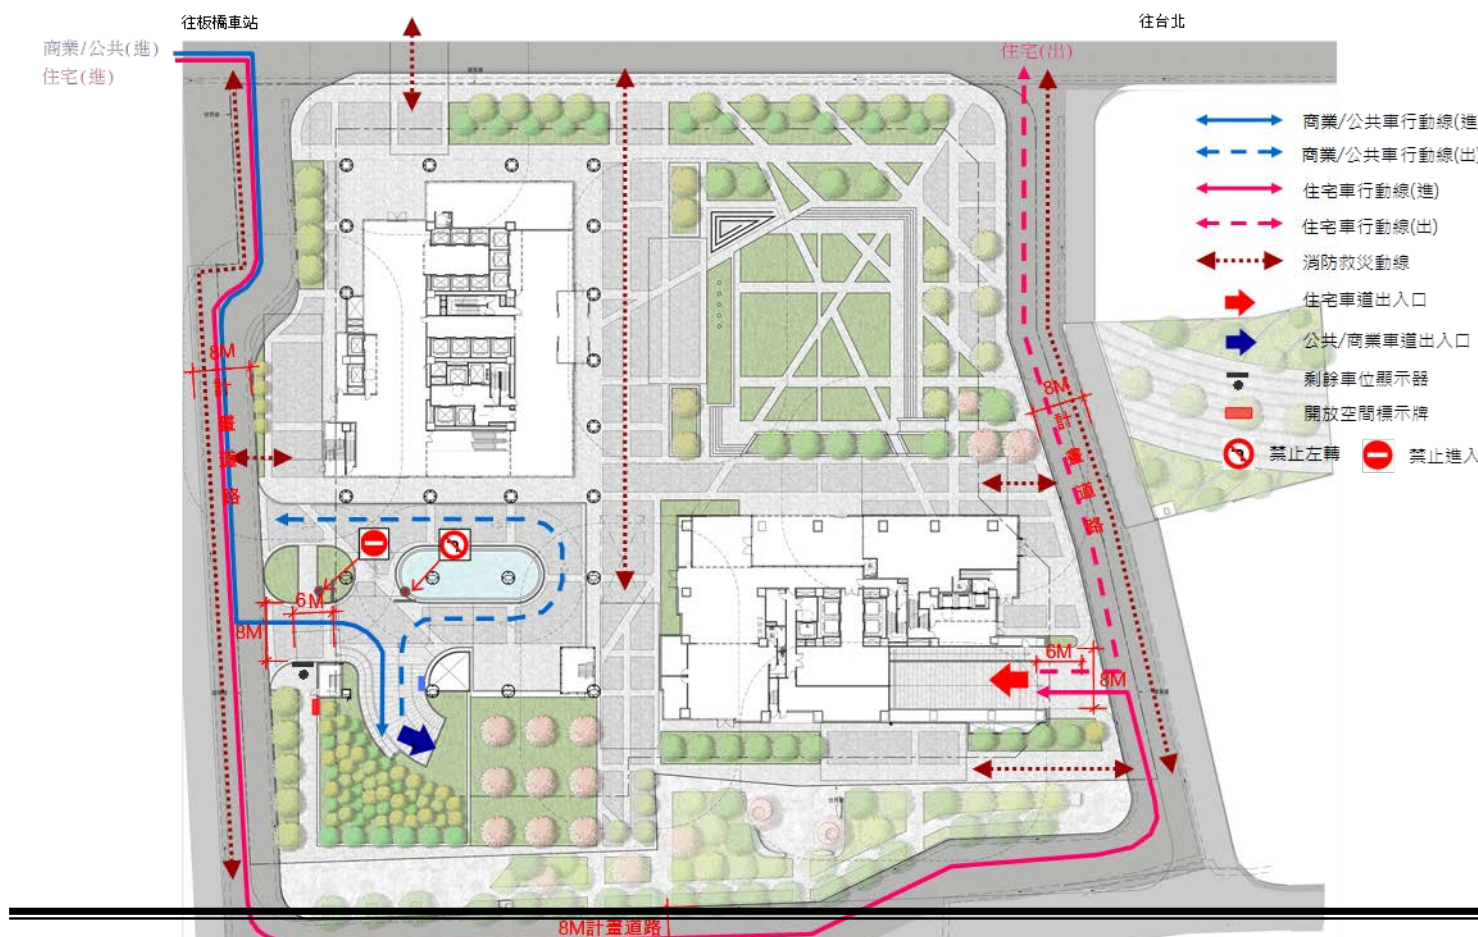 往板橋車站
往台北
商業/公共(進)
住宅(進)
住宅(出)
商業/公共車行動線(進
商業/公共車行動線(出)
住宅車行動線(進)
住宅車行動線(出)
消防救災動線
住宅車道出入口
公共/商業車道出入口
剩餘車位顯示器
開放空間標示牌
禁止左轉
禁止進入
8M
計
畫
道
路
8M
計
畫
道
路
6M
8M
6M
8M
8M計畫道路